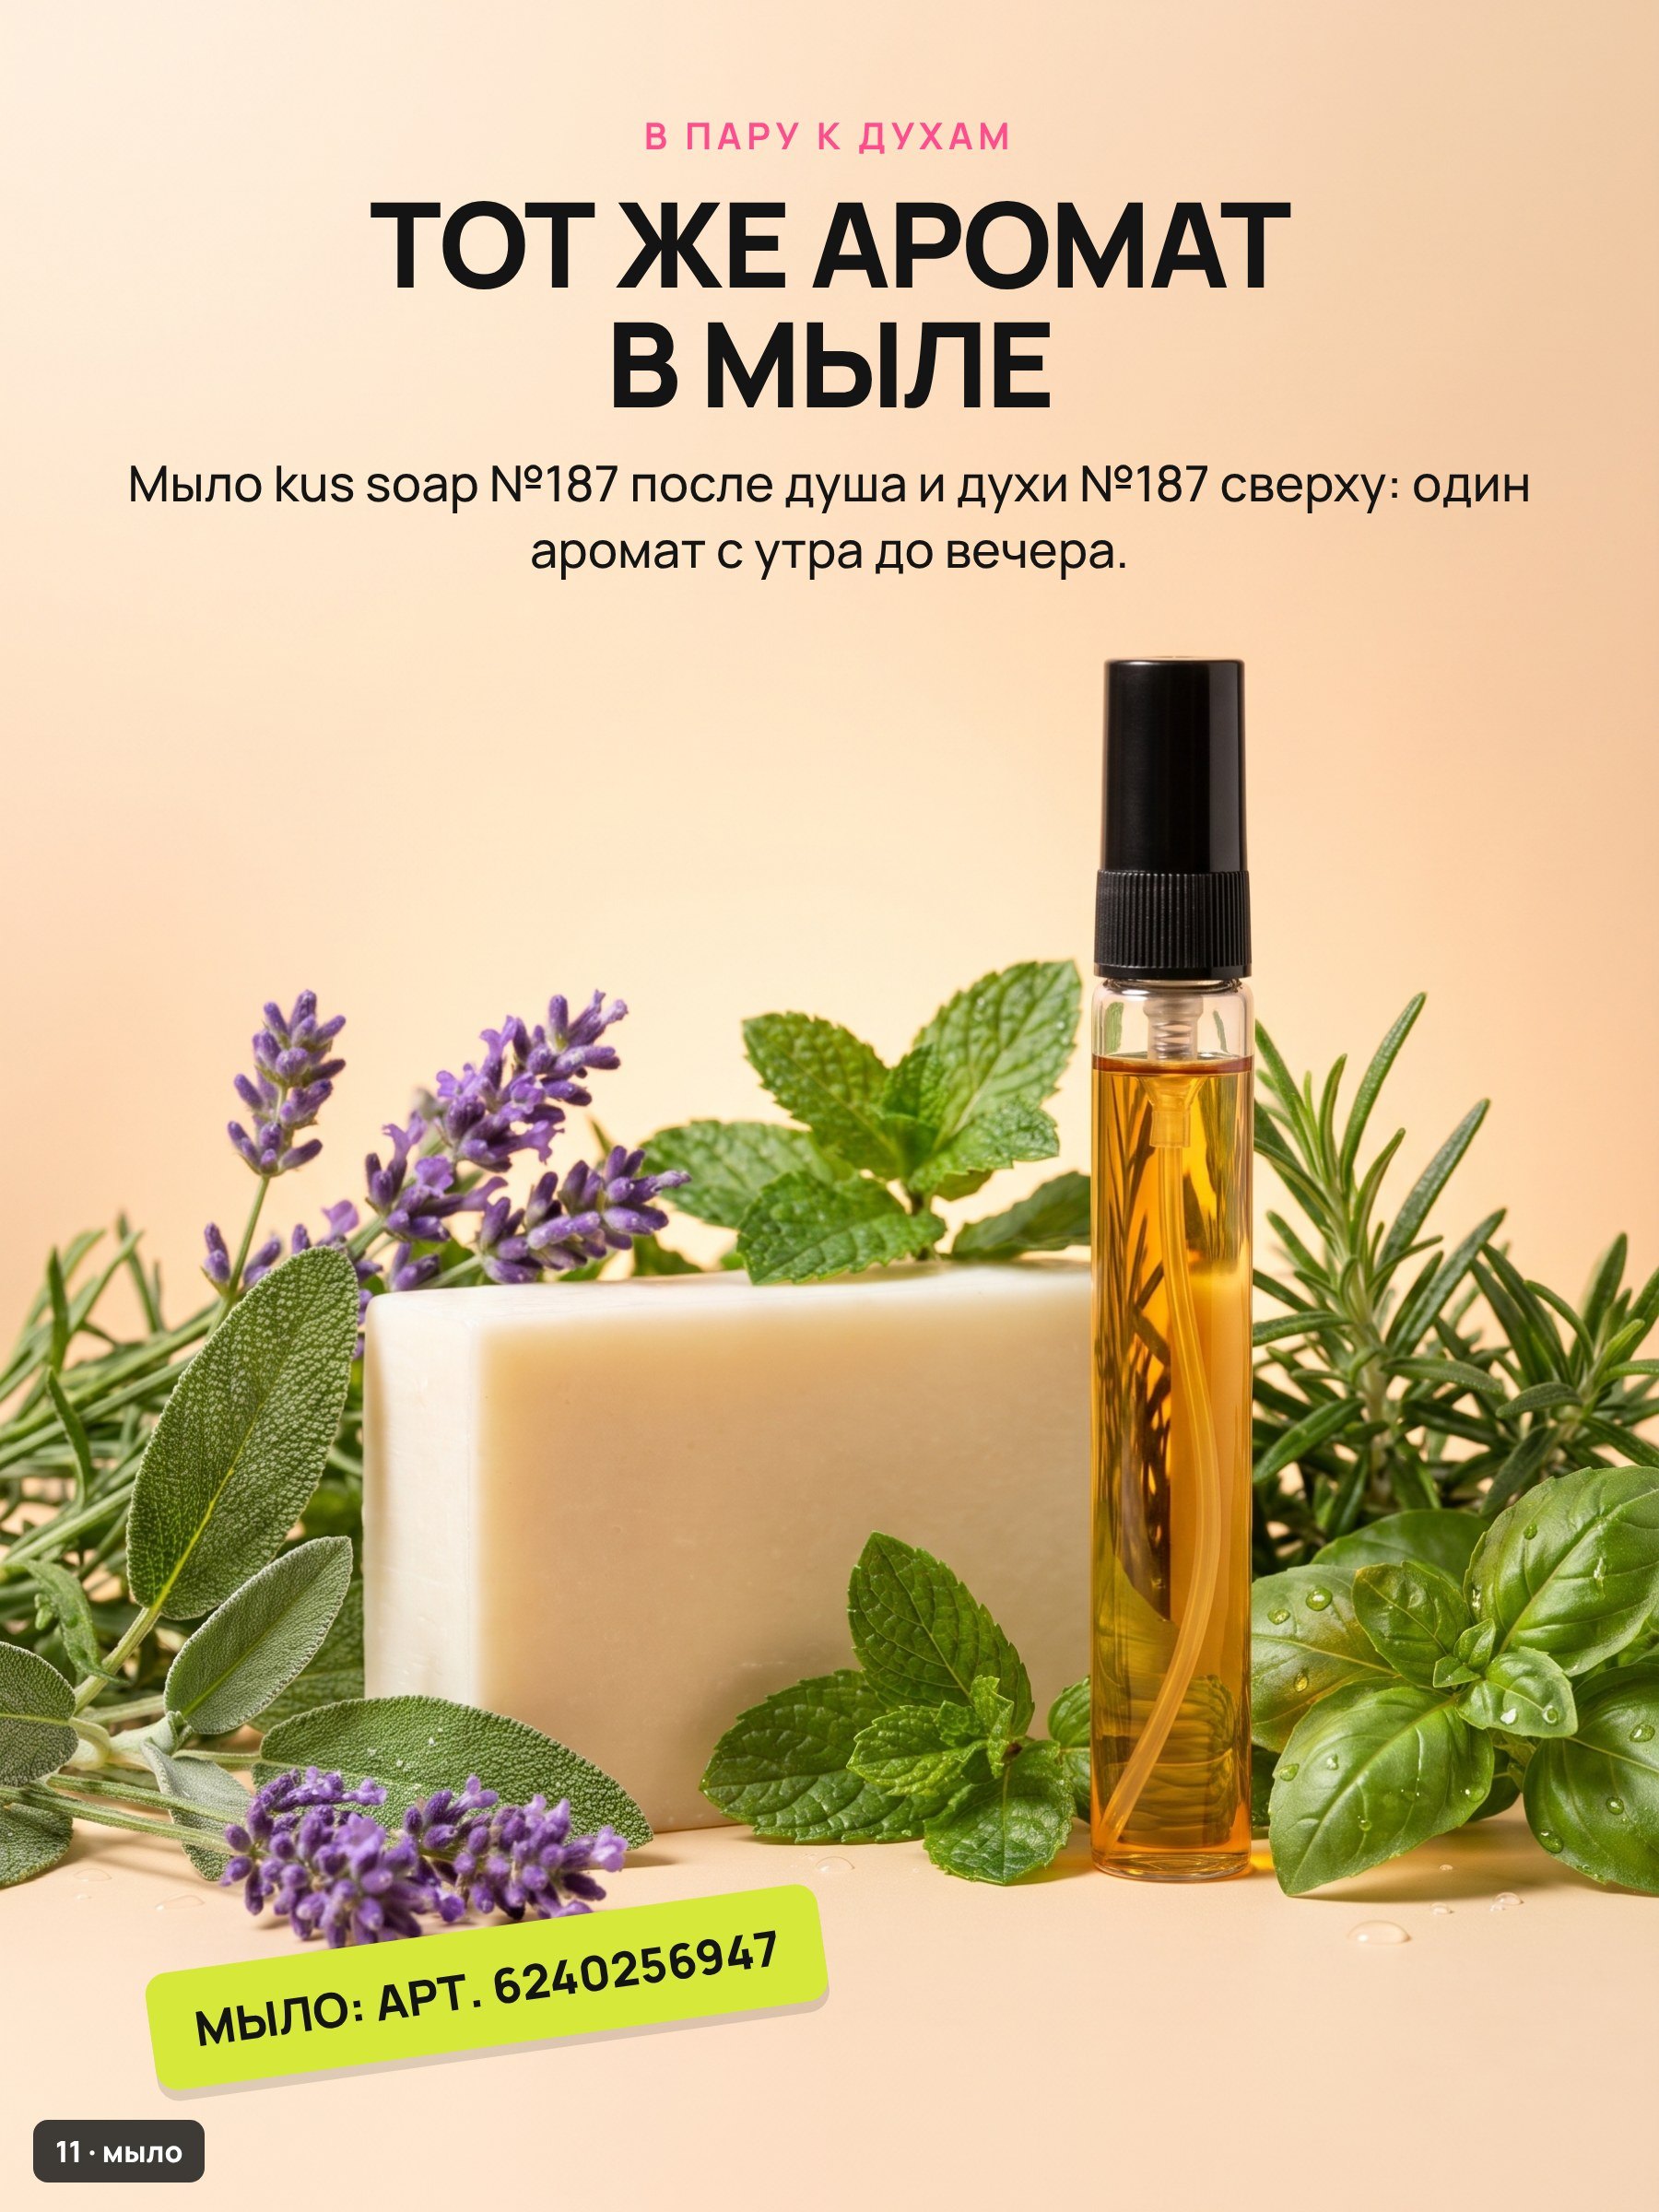 В ПАРУ К ДУХАМ
ТОТ ЖЕ АРОМАТ
В МЫЛЕ
Мыло kus soap №187 после душа и духи №187 сверху: один
аромат с утра до вечера.
МЫЛО: АРТ. 6240256947
11 · мыло